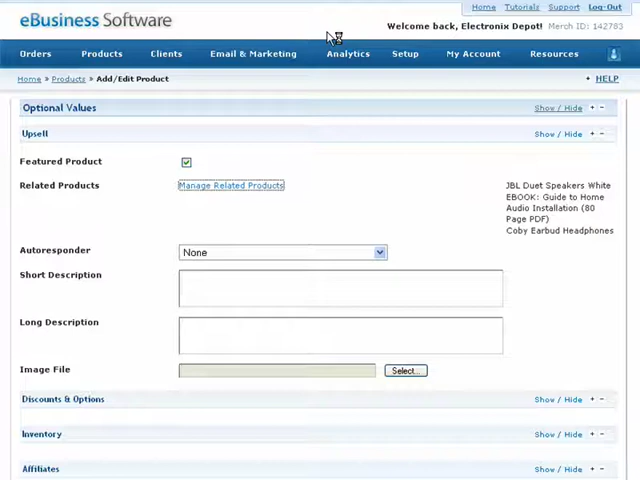 eBusiness Software
Home Tutorials Support Log-Out
Welcome back, Electronix Depot! Merch ID: 142783
Orders Products Clients Email & Marketing Analytics Setup My Account Resources
Home > Products > Add/Edit Product
+ HELP
Optional Values Show / Hide + -
Upsell Show / Hide + -
Featured Product
Related Products Manage Related Products
JBL Duet Speakers White
EBOOK: Guide to Home
Audio Installation (80
Page PDF)
Coby Earbud Headphones
Autoresponder None
Short Description
Long Description
Image File Select...
Discounts & Options Show / Hide + -
Inventory Show / Hide + -
Affiliates Show / Hide + -